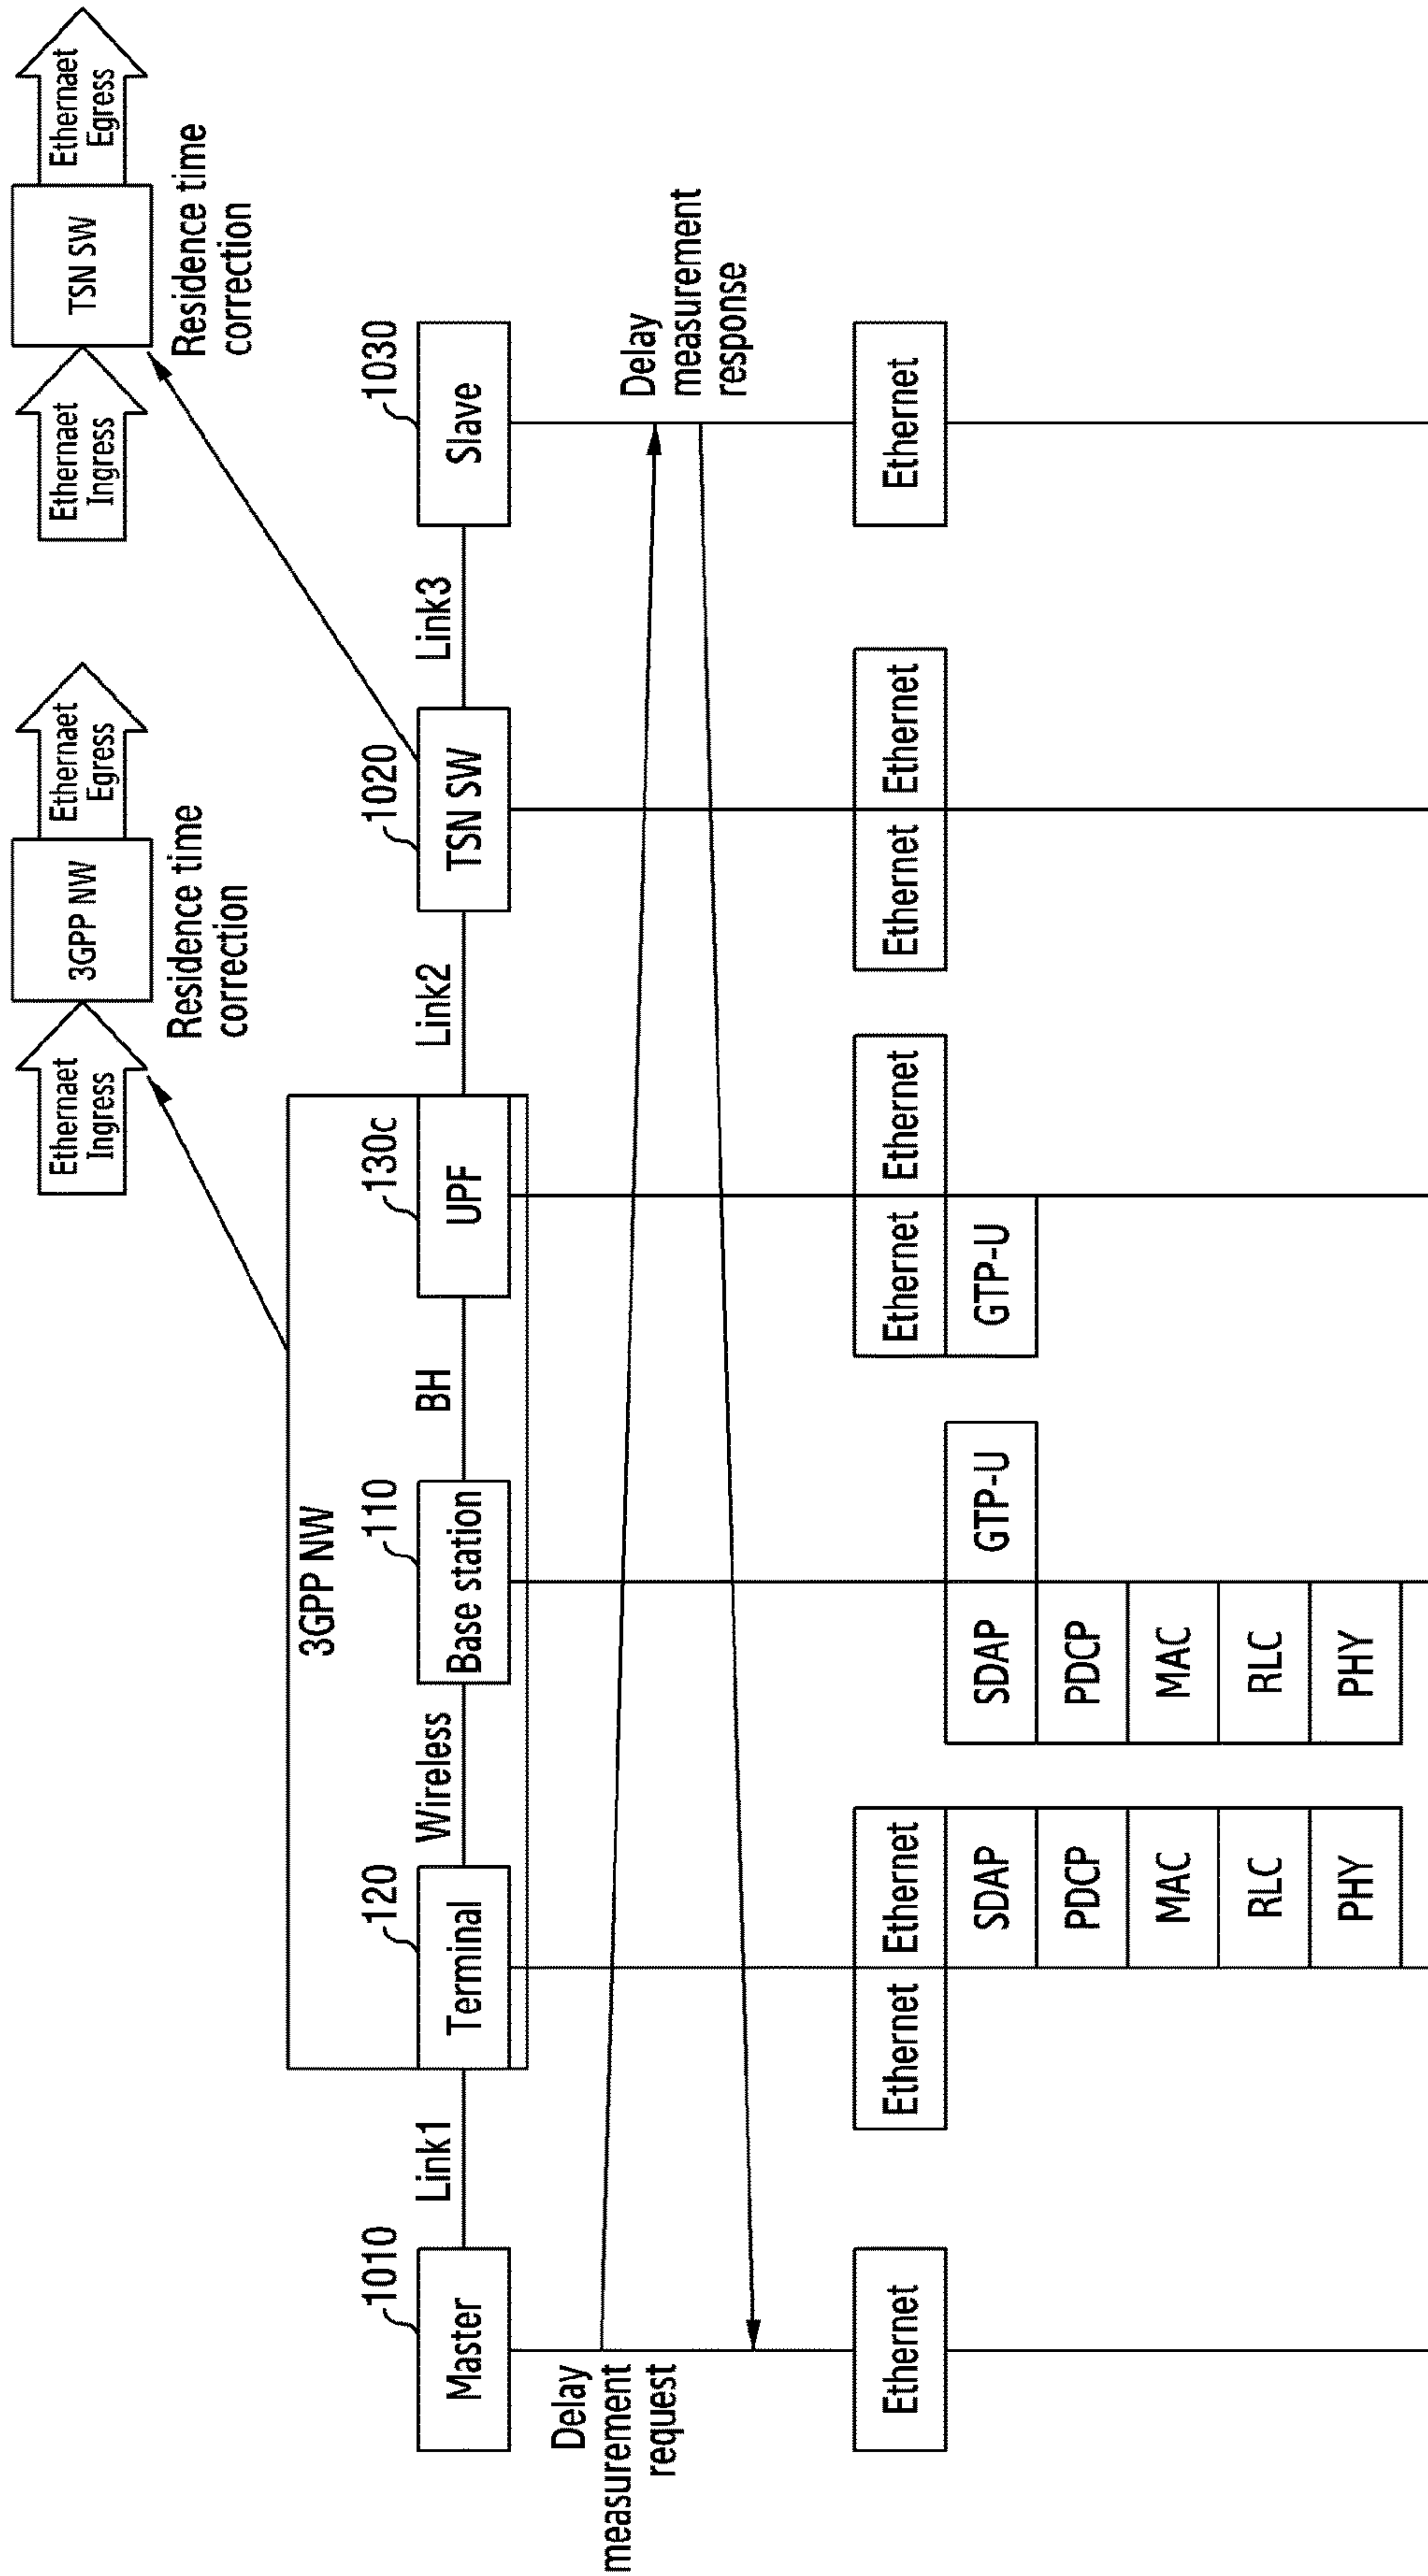 Ethernaet
Ingress
3GPP NW
Ethernaet
Egress
Residence time
correction
Ethernaet
Ingress
TSN SW
Ethernaet
Egress
Residence time
correction
3GPP NW
1010
120
110
130c
1020
1030
Master
Link1
Terminal
Wireless
Base station
BH
UPF
Link2
TSN SW
Link3
Slave
Delay
measurement
request
Delay
measurement
response
Ethernet
Ethernet
Ethernet
Ethernet
Ethernet
Ethernet
Ethernet
Ethernet
SDAP
SDAP
GTP-U
GTP-U
PDCP
PDCP
MAC
MAC
RLC
RLC
PHY
PHY